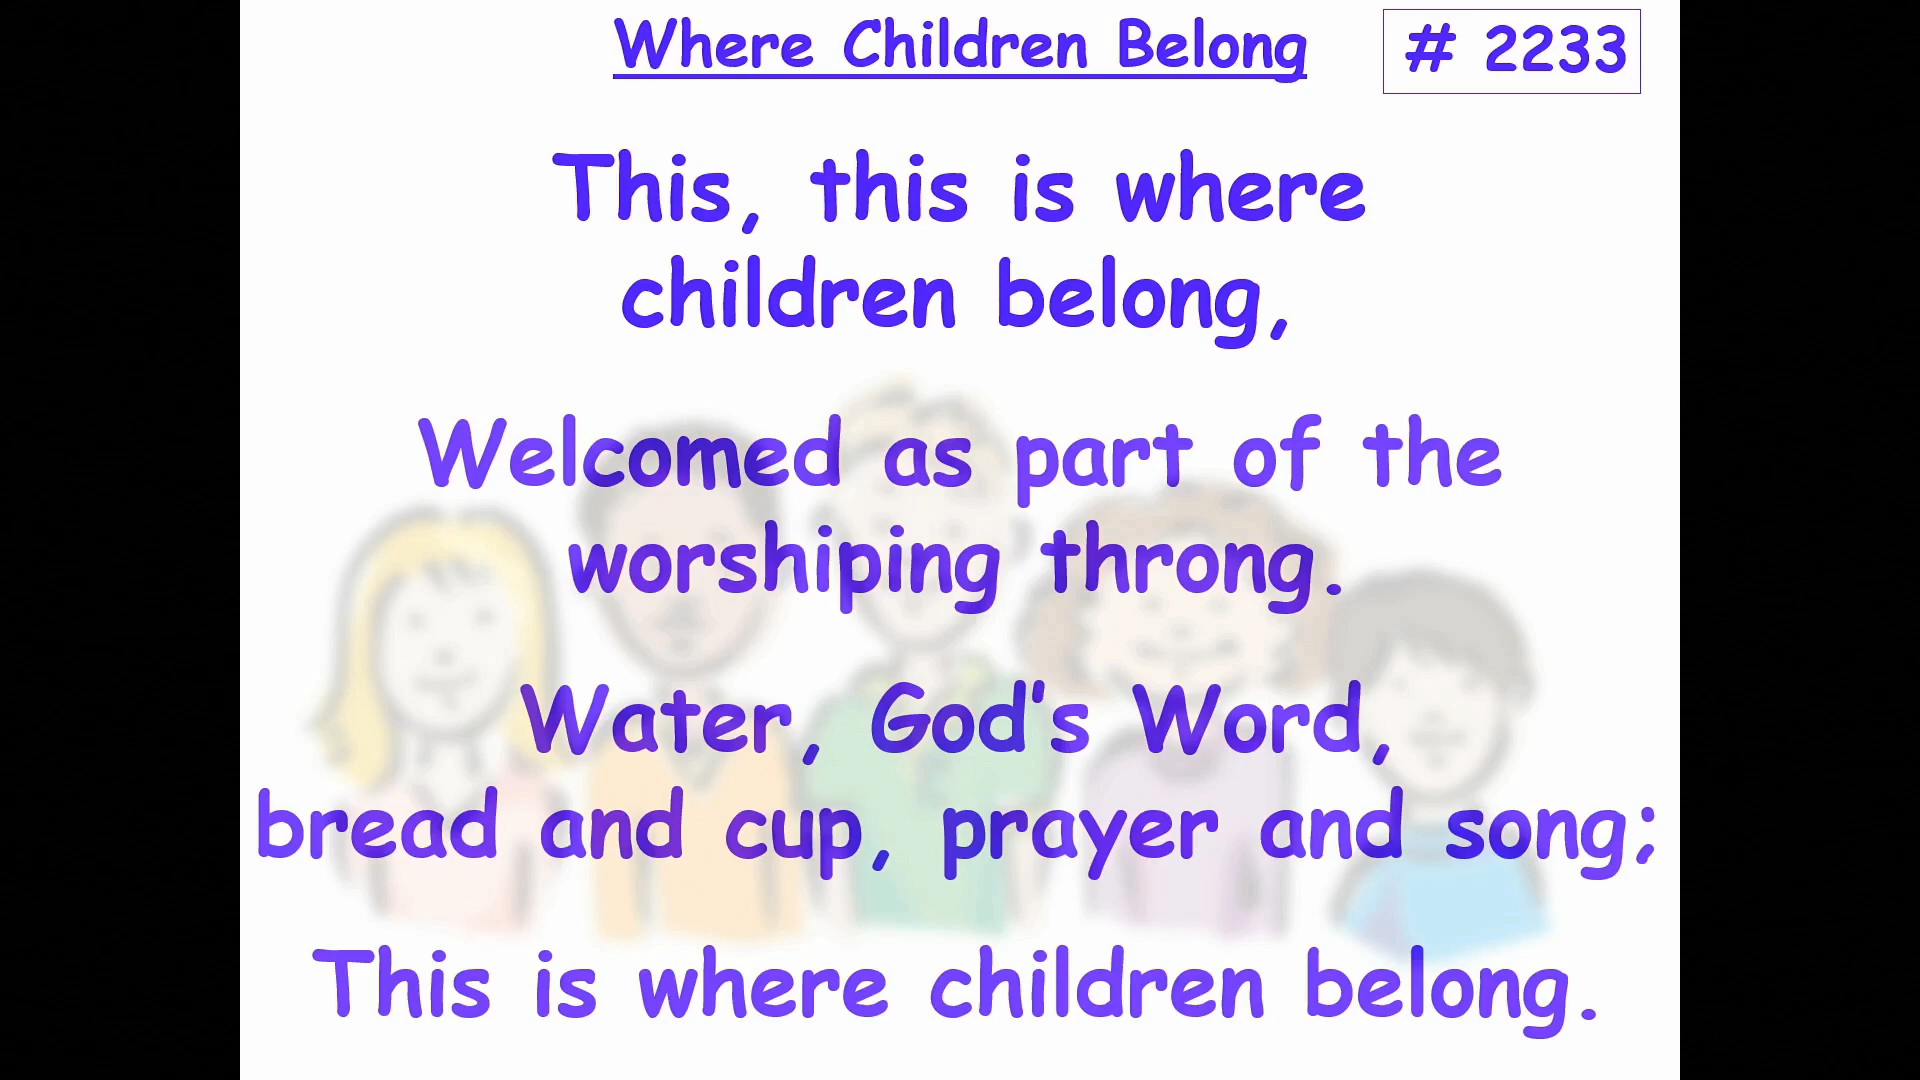 Where Children Belong
# 2233
This, this is where
children belong,
Welcomed as part of the
worshiping throng.
Water, God's Word,
bread and cup, prayer and song;
This is where children belong.